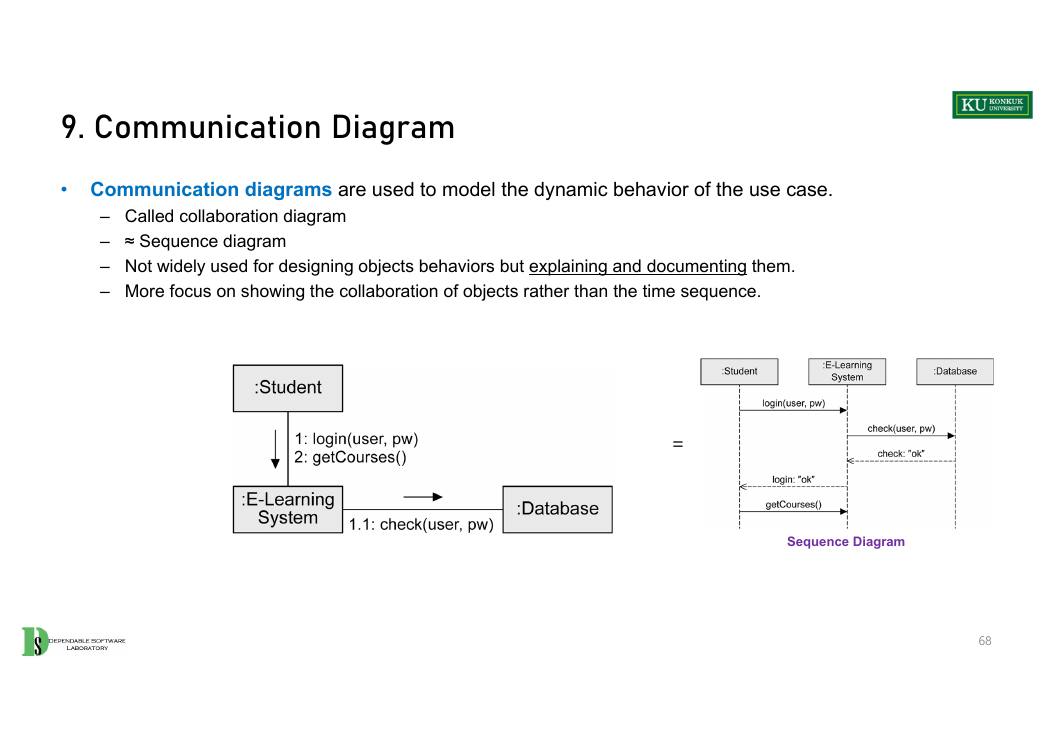 KU KONKUK
UNIVERSITY
9. Communication Diagram
• Communication diagrams are used to model the dynamic behavior of the use case.
– Called collaboration diagram
– ≈ Sequence diagram
– Not widely used for designing objects behaviors but explaining and documenting them.
– More focus on showing the collaboration of objects rather than the time sequence.
:Student
1: login(user, pw)
2: getCourses()
:E-Learning
System
1.1: check(user, pw)
:Database
=
:Student
:E-Learning
System
:Database
login(user, pw)
check(user, pw)
check: "ok"
login: "ok"
getCourses()
Sequence Diagram
DS DEPENDABLE SOFTWARE
LABORATORY
68